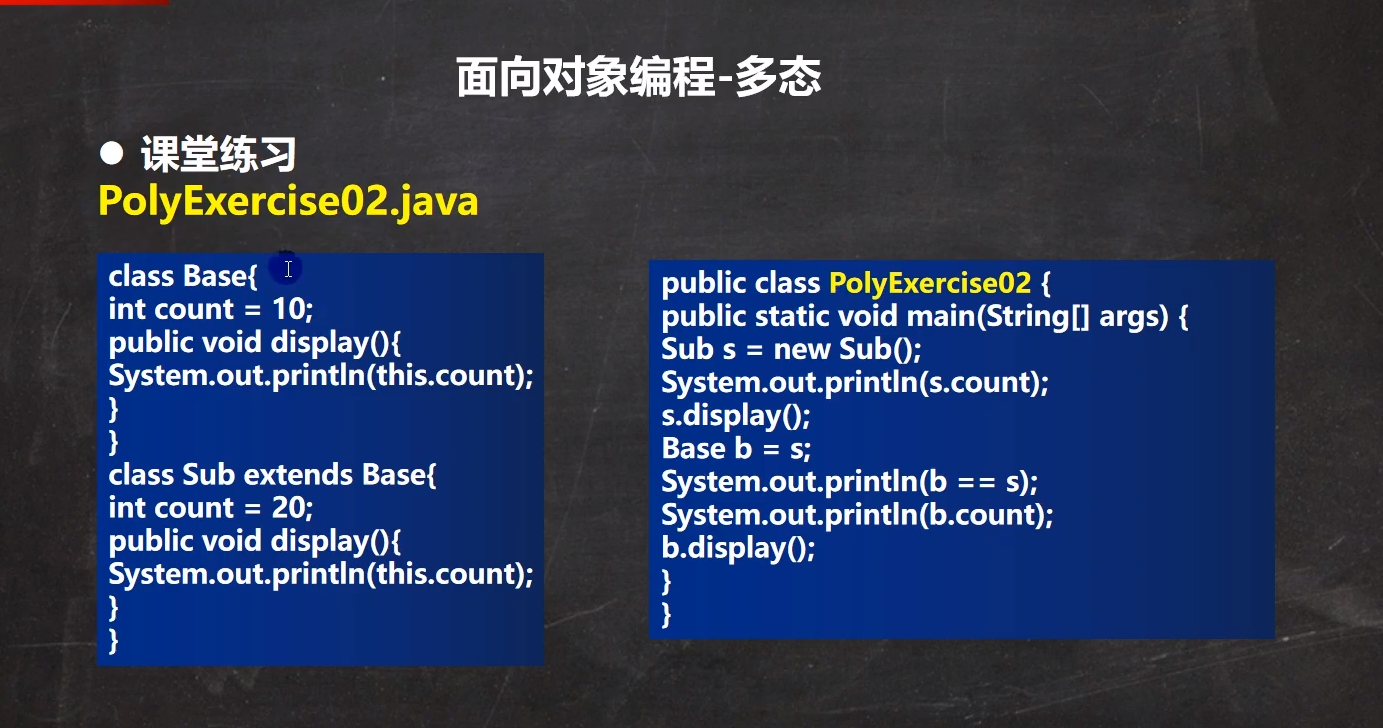 面向对象编程-多态
● 课堂练习
PolyExercise02.java
class Base{
int count = 10;
public void display(){
System.out.println(this.count);
}
}
class Sub extends Base{
int count = 20;
public void display(){
System.out.println(this.count);
}
}
public class PolyExercise02 {
public static void main(String[] args) {
Sub s = new Sub();
System.out.println(s.count);
s.display();
Base b = s;
System.out.println(b == s);
System.out.println(b.count);
b.display();
}
}